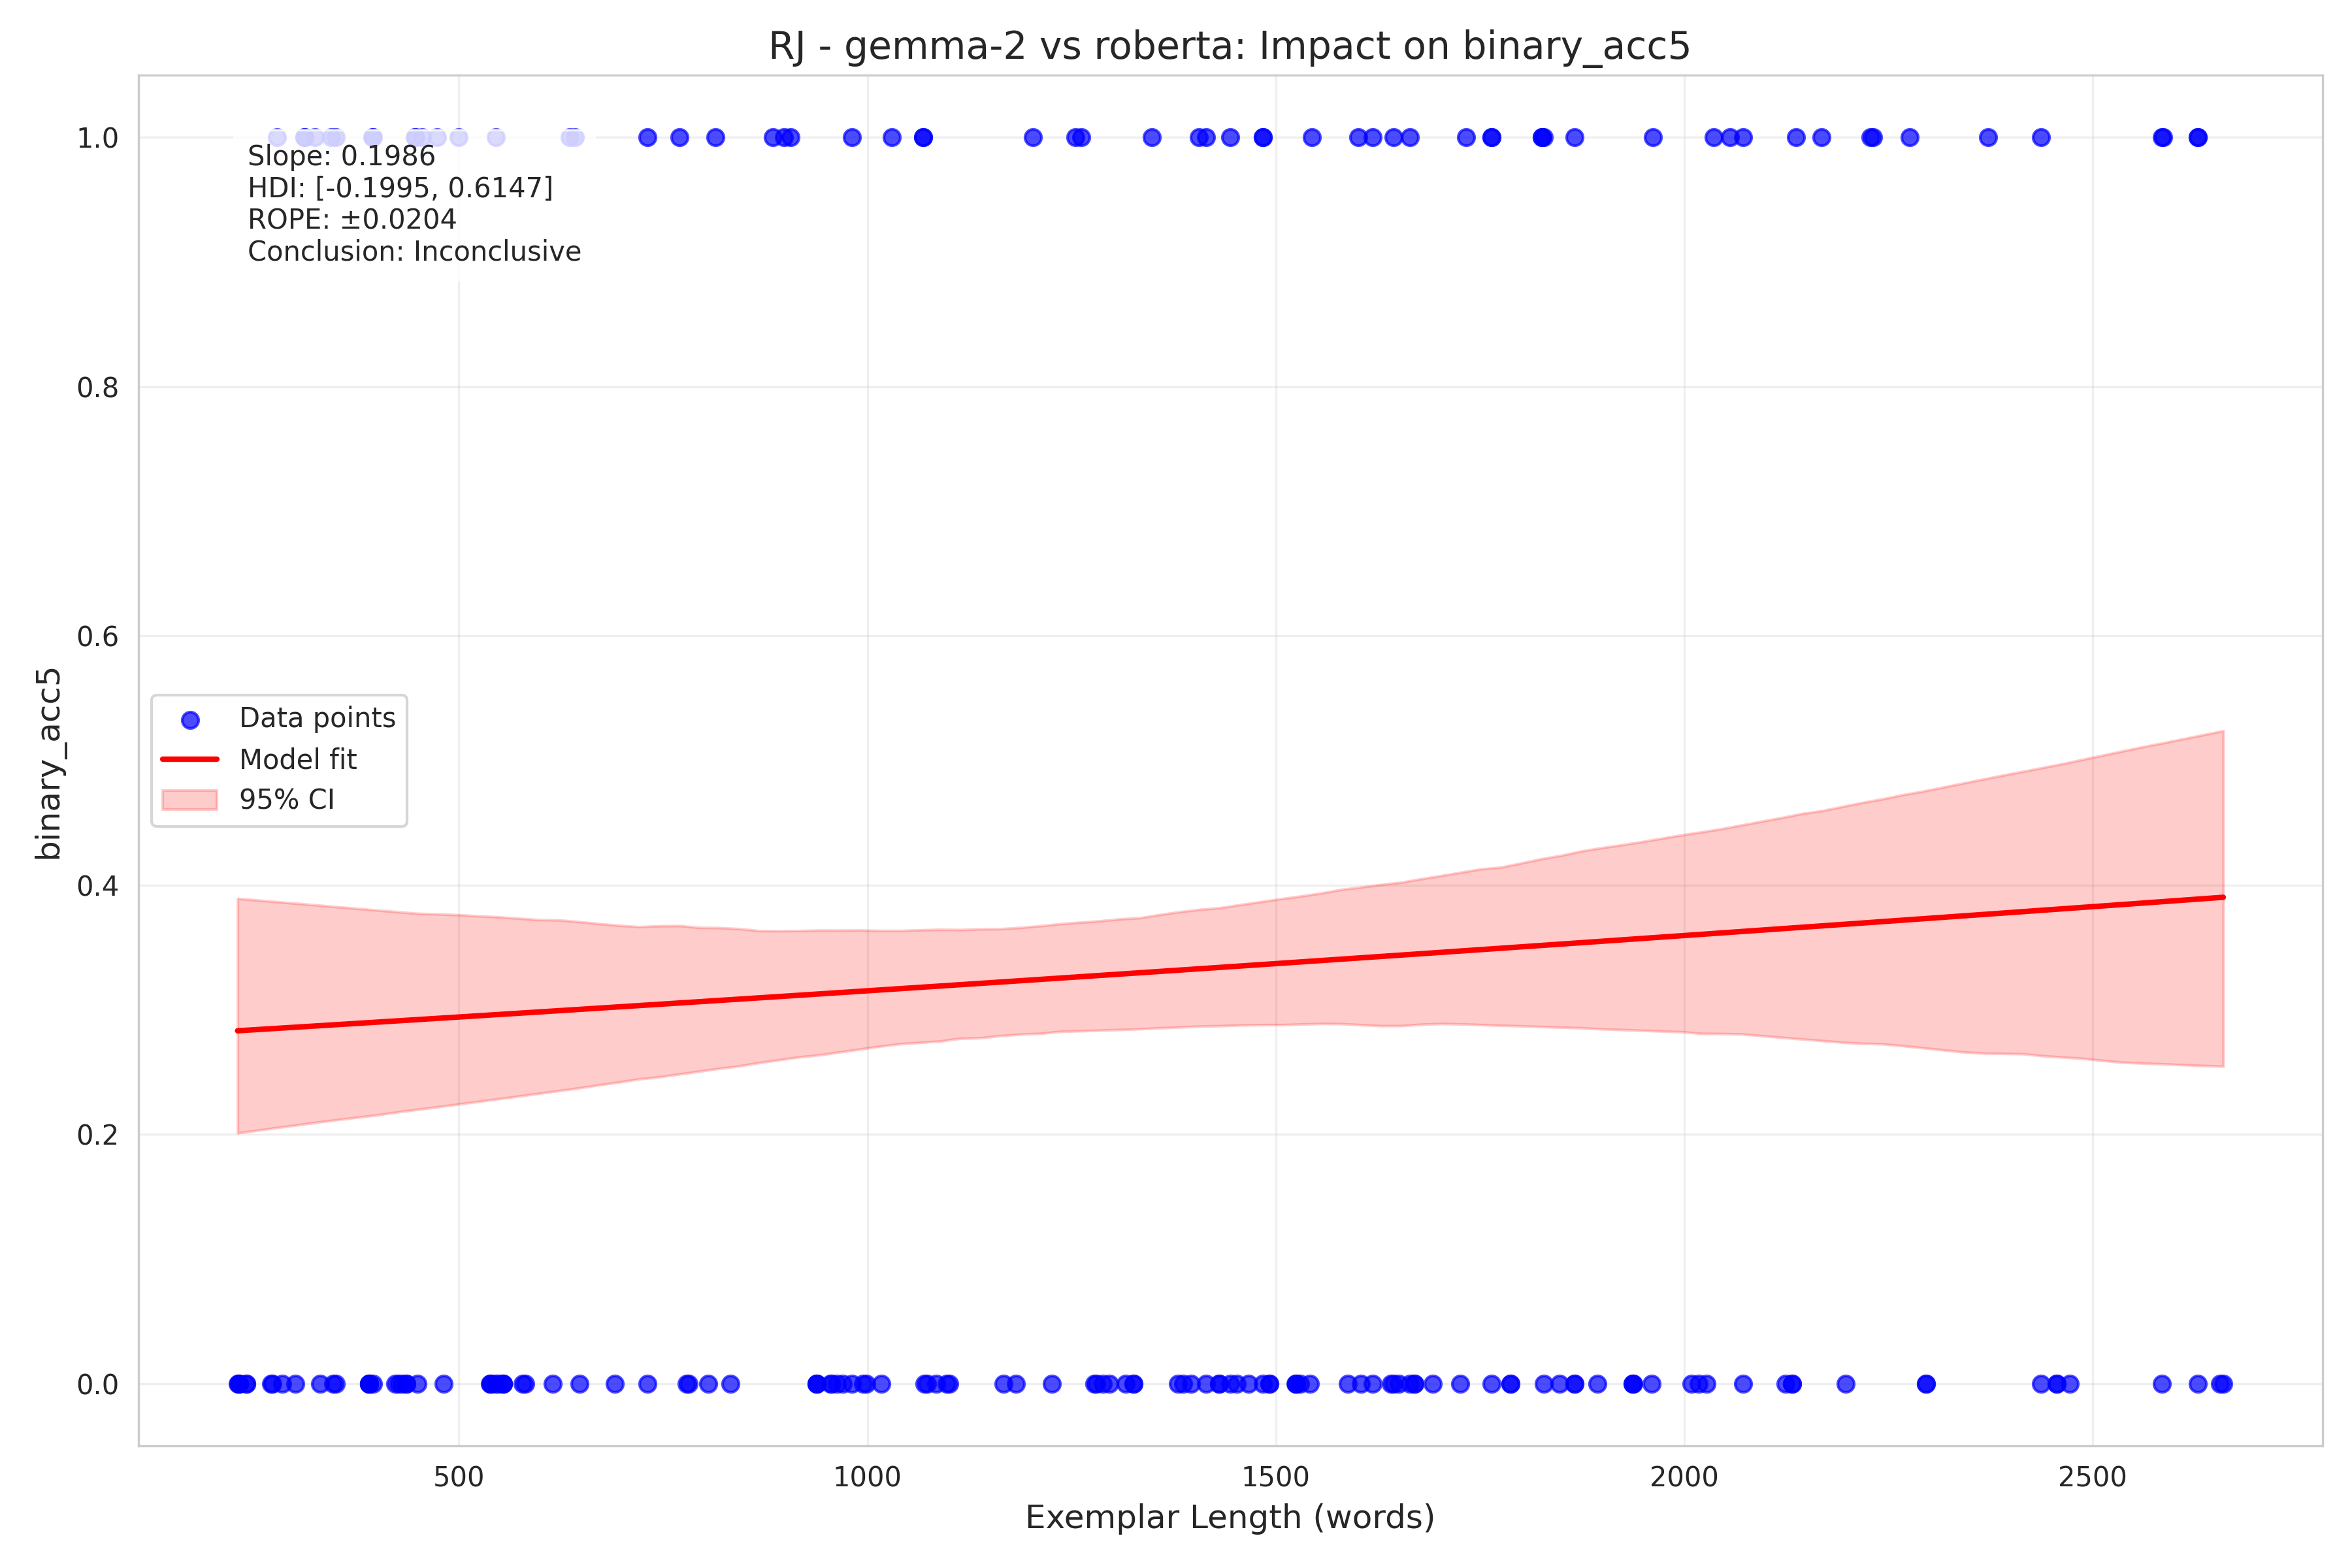 RJ - gemma-2 vs roberta: Impact on binary_acc5
1.0
Slope: 0.1986
HDI: [-0.1995, 0.6147]
ROPE: ±0.0204
Conclusion: Inconclusive
0.8
0.6
binary_acc5
Data points
Model fit
95% CI
0.4
0.2
0.0
500 1000 1500 2000 2500
Exemplar Length (words)